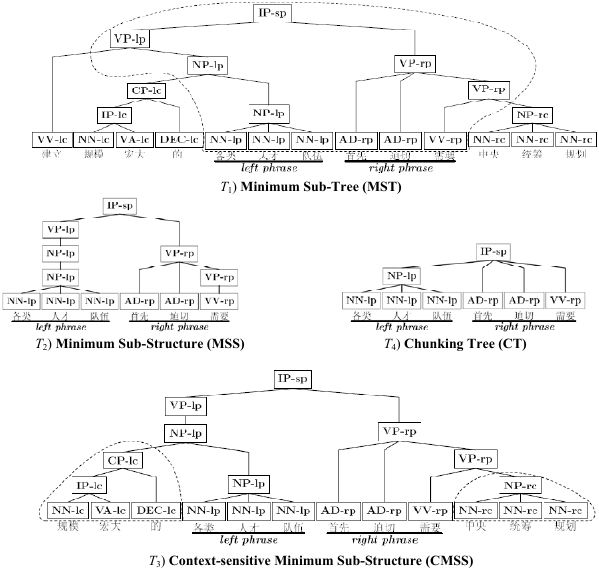 IP-sp
VP-lp
NP-lp VP-rp
CP-lc VP-rp
IP-lc NP-lp NP-rc
VV-lc NN-lc VA-lc DEC-lc NN-lp NN-lp NN-lp AD-rp AD-rp VV-rp NN-rc NN-rc NN-rc
建立 规模 宏大 的 各类 人才 队伍 首先 迫切 需要 中央 统筹 规划
left phrase right phrase
T1) Minimum Sub-Tree (MST)
IP-sp
VP-lp
NP-lp VP-rp
NP-lp VP-rp
NN-lp NN-lp NN-lp AD-rp AD-rp VV-rp
各类 人才 队伍 首先 迫切 需要
left phrase right phrase
T2) Minimum Sub-Structure (MSS)
IP-sp
NP-lp
NN-lp NN-lp NN-lp AD-rp AD-rp VV-rp
各类 人才 队伍 首先 迫切 需要
left phrase right phrase
T4) Chunking Tree (CT)
IP-sp
VP-lp
NP-lp VP-rp
CP-lc VP-rp
IP-lc NP-lp NP-rc
NN-lc VA-lc DEC-lc NN-lp NN-lp NN-lp AD-rp AD-rp VV-rp NN-rc NN-rc NN-rc
规模 宏大 的 各类 人才 队伍 首先 迫切 需要 中央 统筹 规划
left phrase right phrase
T3) Context-sensitive Minimum Sub-Structure (CMSS)